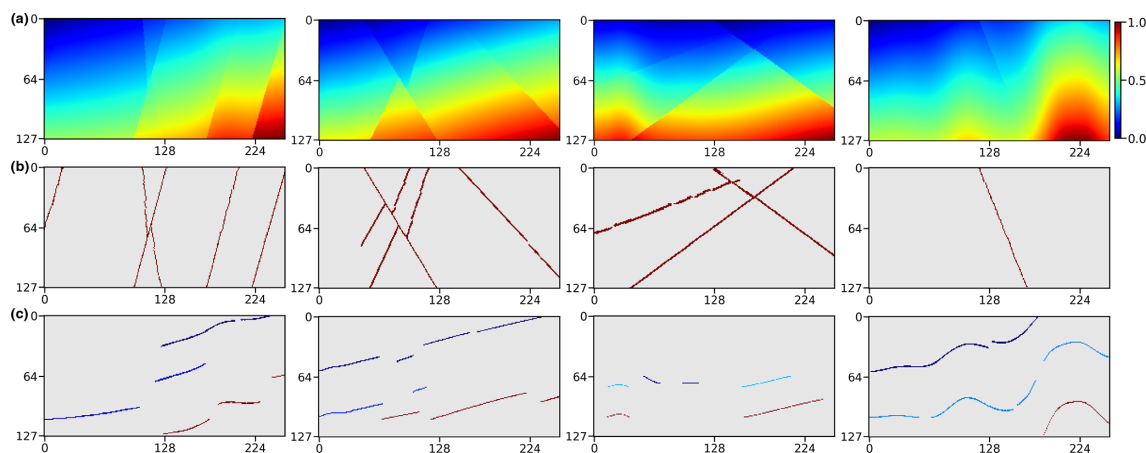 (a) 0 0 0 0 1.0
64 64 64 64 0.5
127 127 127 127 0.0
0 128 224 0 128 224 0 128 224 0 128 224
(b) 0 0 0 0
64 64 64 64
127 127 127 127
0 128 224 0 128 224 0 128 224 0 128 224
(c) 0 0 0 0
64 64 64 64
127 127 127 127
0 128 224 0 128 224 0 128 224 0 128 224